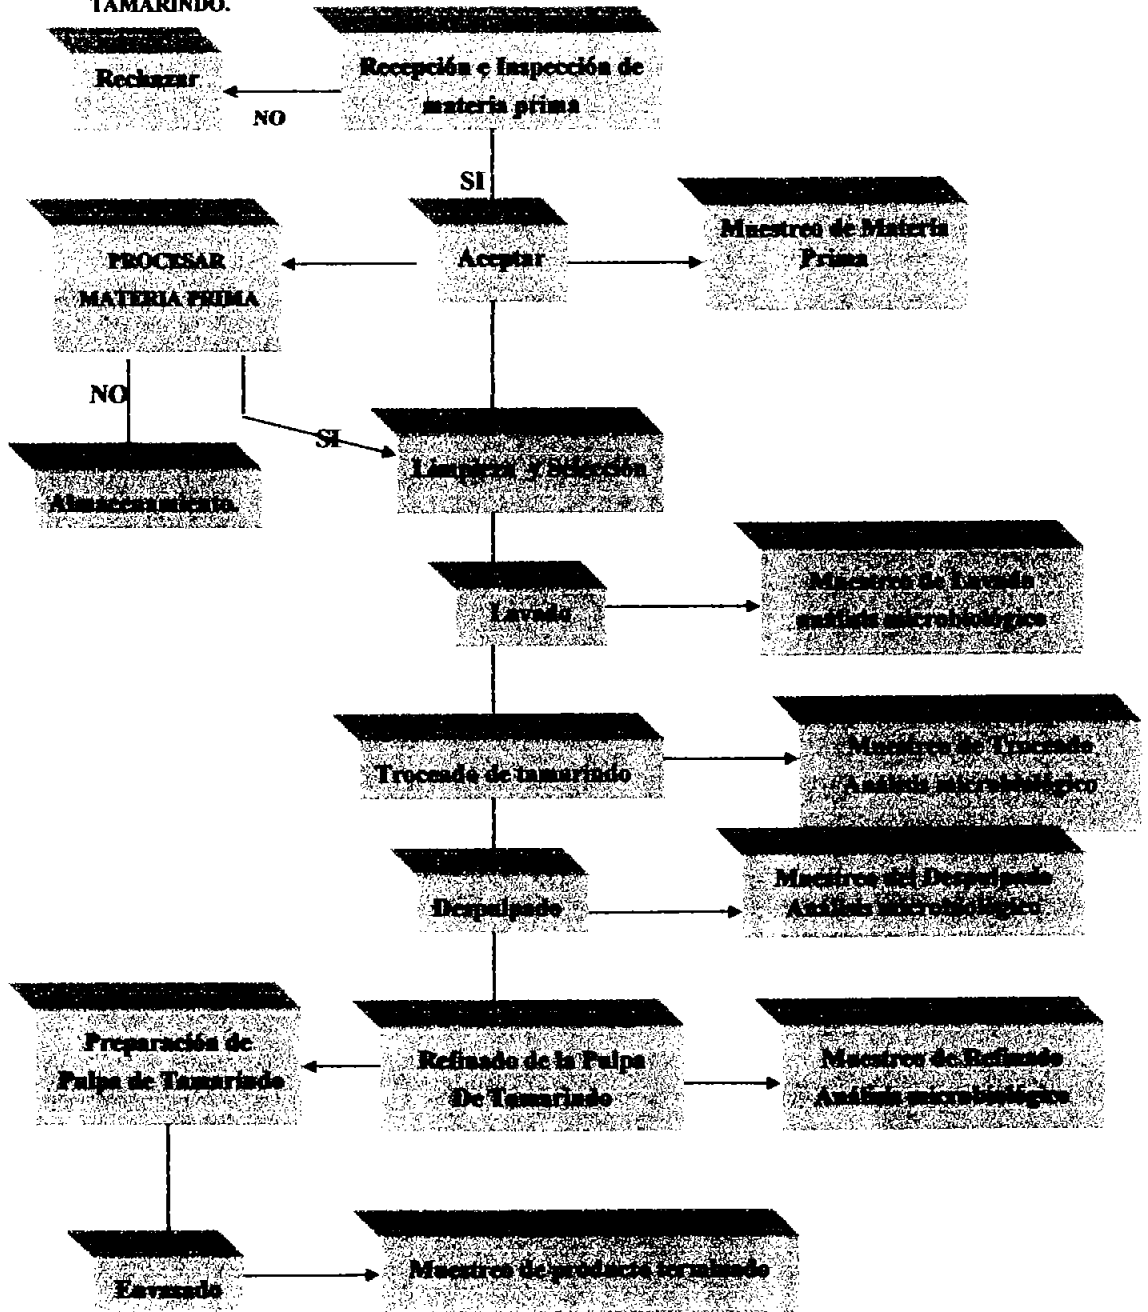 TAMARINDO.
Rechazar
Recepción e Inspección de
materia prima
NO
SI
PROCESAR
MATERIA PRIMA
Aceptar
Muestreo de Materia
Prima
NO
SI
Almacenamiento.
Limpieza y Selección
Lavado
Muestreo de Lavado
análisis microbiológico
Troceado de tamarindo
Muestreo de Troceado
Análisis microbiológico
Despulpado
Muestreo del Despulpado
Análisis microbiológico
Preparación de
Pulpa de Tamarindo
Refinado de la Pulpa
De Tamarindo
Muestreo de Refinado
Análisis microbiológico
Envasado
Muestreo de producto terminado